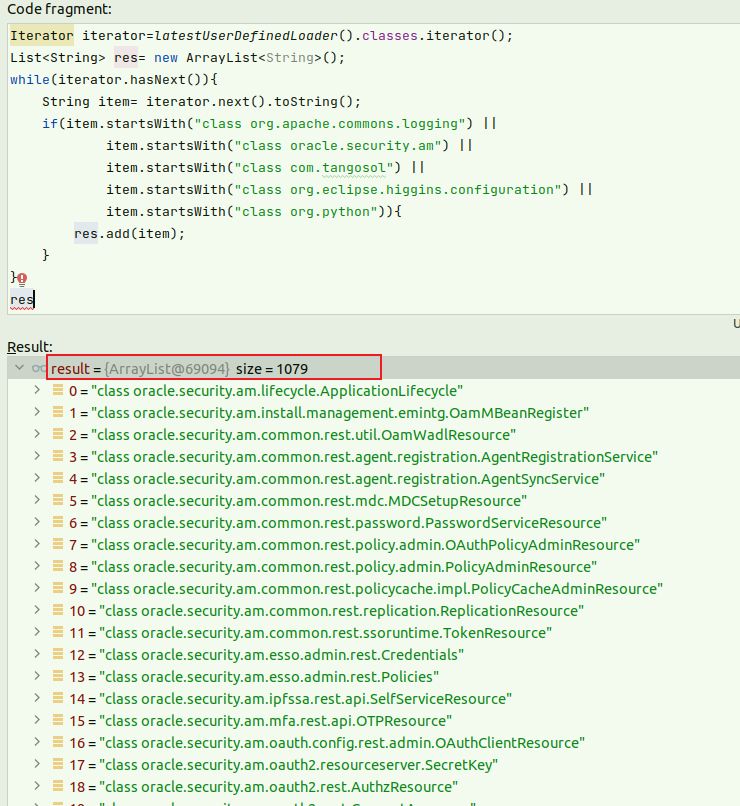 Code fragment:
Iterator iterator=latestUserDefinedLoader().classes.iterator();
List<String> res= new ArrayList<String>();
while(iterator.hasNext()){
    String item= iterator.next().toString();
    if(item.startsWith("class org.apache.commons.logging") ||
            item.startsWith("class oracle.security.am") ||
            item.startsWith("class com.tangosol") ||
            item.startsWith("class org.eclipse.higgins.configuration") ||
            item.startsWith("class org.python")){
        res.add(item);
    }
}
res
U
Result:
result = {ArrayList@69094} size = 1079
0 = "class oracle.security.am.lifecycle.ApplicationLifecycle"
1 = "class oracle.security.am.install.management.emintg.OamMBeanRegister"
2 = "class oracle.security.am.common.rest.util.OamWadlResource"
3 = "class oracle.security.am.common.rest.agent.registration.AgentRegistrationService"
4 = "class oracle.security.am.common.rest.agent.registration.AgentSyncService"
5 = "class oracle.security.am.common.rest.mdc.MDCSetupResource"
6 = "class oracle.security.am.common.rest.password.PasswordServiceResource"
7 = "class oracle.security.am.common.rest.policy.admin.OAuthPolicyAdminResource"
8 = "class oracle.security.am.common.rest.policy.admin.PolicyAdminResource"
9 = "class oracle.security.am.common.rest.policycache.impl.PolicyCacheAdminResource"
10 = "class oracle.security.am.common.rest.replication.ReplicationResource"
11 = "class oracle.security.am.common.rest.ssoruntime.TokenResource"
12 = "class oracle.security.am.esso.admin.rest.Credentials"
13 = "class oracle.security.am.esso.admin.rest.Policies"
14 = "class oracle.security.am.ipfssa.rest.api.SelfServiceResource"
15 = "class oracle.security.am.mfa.rest.api.OTPResource"
16 = "class oracle.security.am.oauth.config.rest.admin.OAuthClientResource"
17 = "class oracle.security.am.oauth2.resourceserver.SecretKey"
18 = "class oracle.security.am.oauth2.rest.AuthzResource"